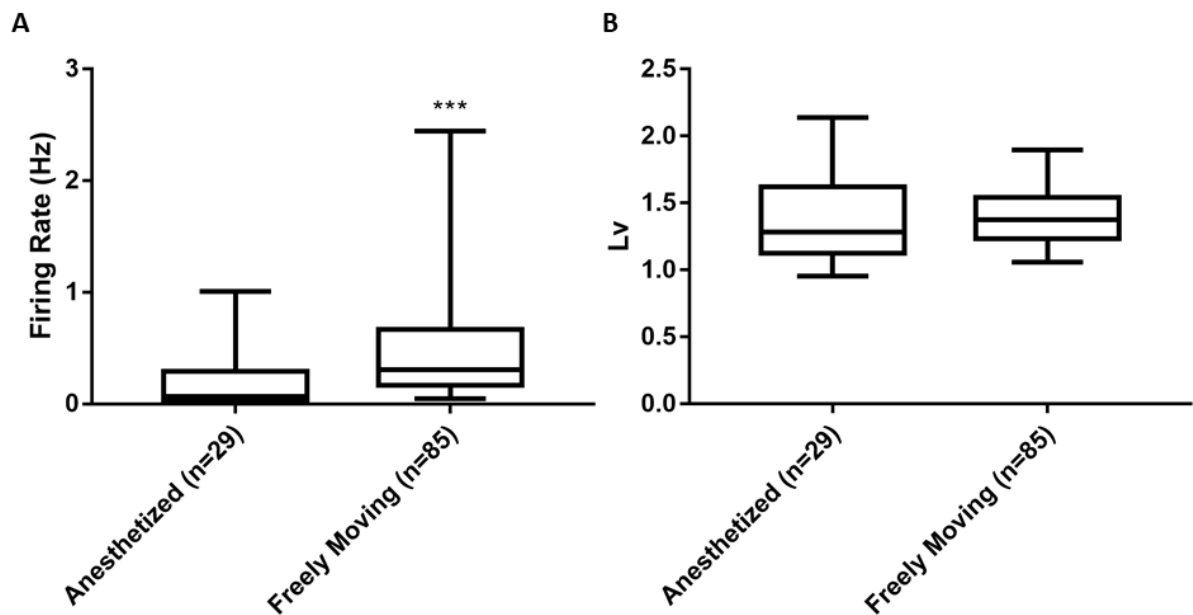 A
Firing Rate (Hz)
3
2
1
0
***
Anesthetized (n=29)
Freely Moving (n=85)
B
Lv
2.5
2.0
1.5
1.0
0.5
0.0
Anesthetized (n=29)
Freely Moving (n=85)